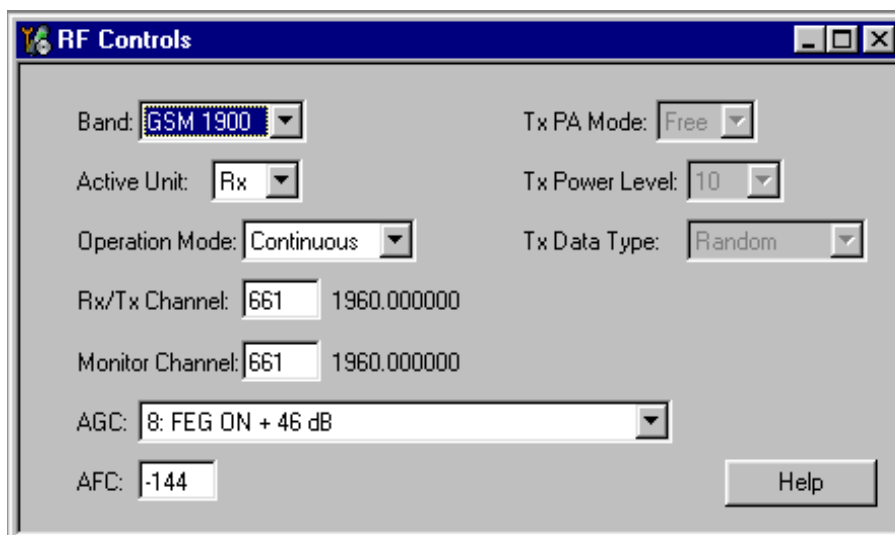 RF Controls
Band: GSM 1900
Tx PA Mode: Free
Active Unit: Rx
Tx Power Level: 10
Operation Mode: Continuous
Tx Data Type: Random
Rx/Tx Channel: 661 1960.000000
Monitor Channel: 661 1960.000000
AGC: 8: FEG ON + 46 dB
AFC: -144
Help